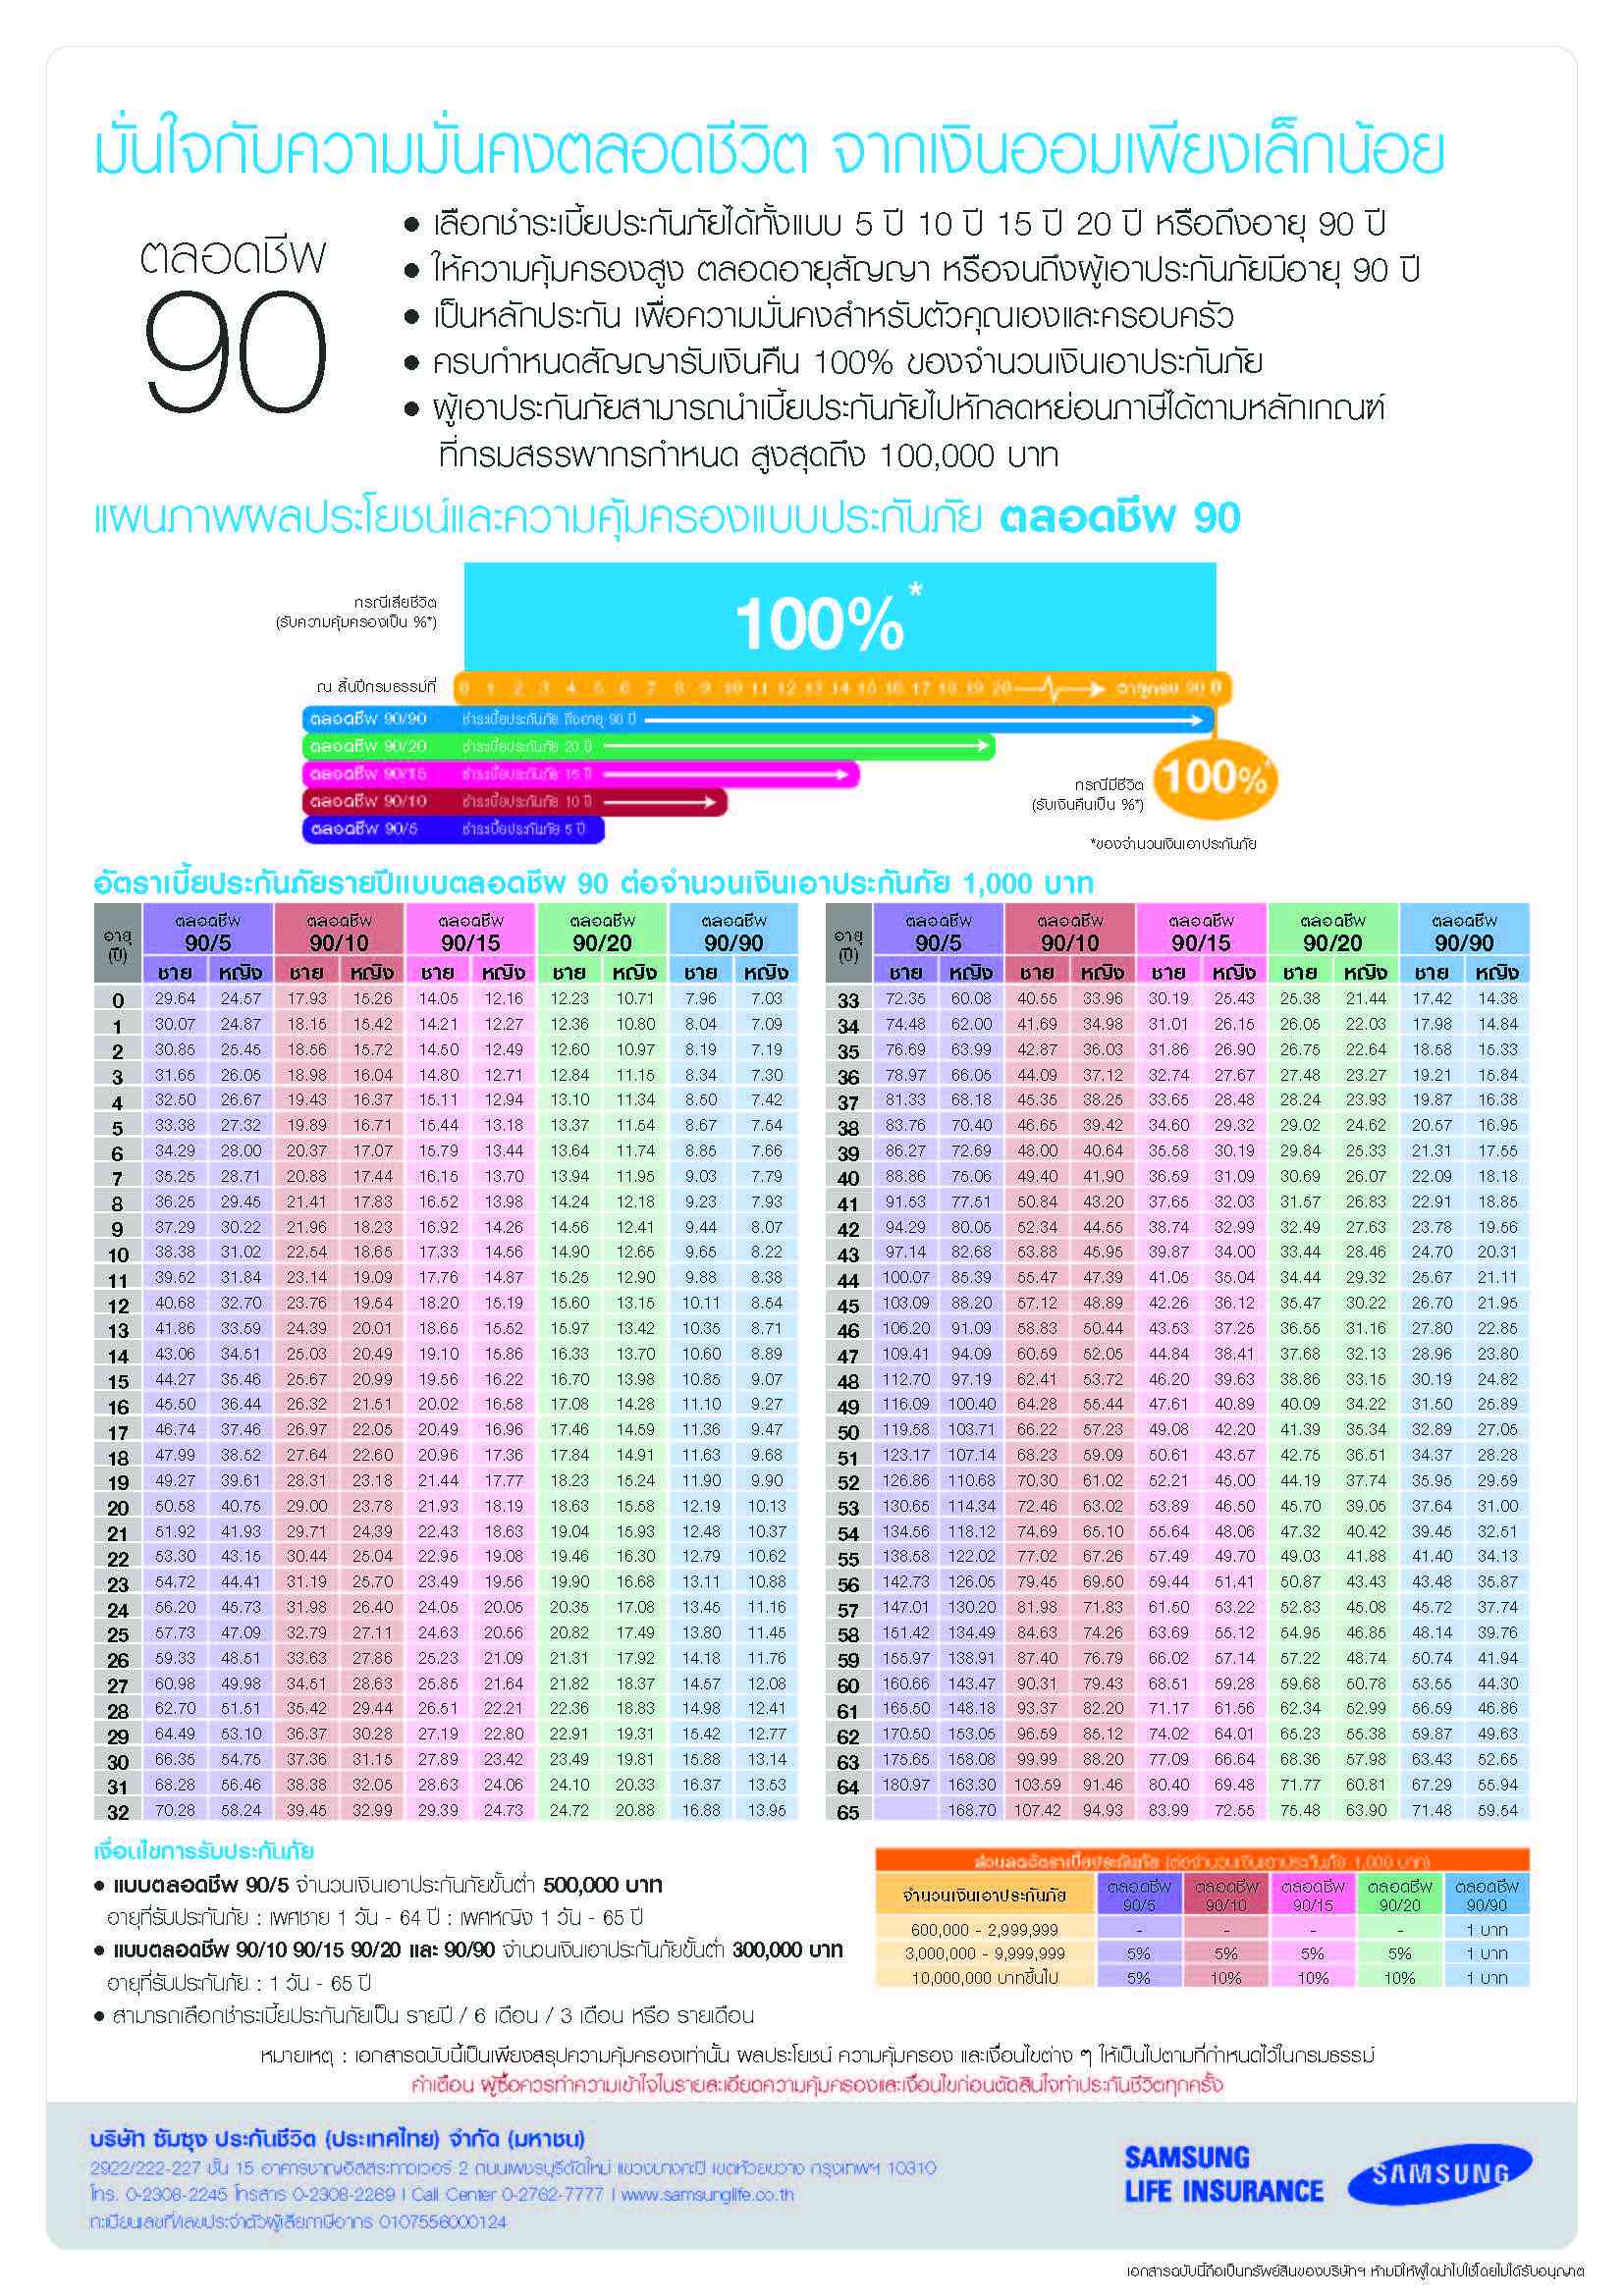 มั่นใจกับความมั่นคงตลอดชีวิต จากเงินออมเพียงเล็กน้อย
ตลอดชีพ
90
● เลือกชำระเบี้ยประกันภัยได้ทั้งแบบ 5 ปี 10 ปี 15 ปี 20 ปี หรือถึงอายุ 90 ปี
● ให้ความคุ้มครองสูง ตลอดอายุสัญญา หรือจนถึงผู้เอาประกันภัยมีอายุ 90 ปี
● เป็นหลักประกัน เพื่อความมั่นคงสำหรับตัวคุณเองและครอบครัว
● ครบกำหนดสัญญารับเงินคืน 100% ของจำนวนเงินเอาประกันภัย
● ผู้เอาประกันภัยสามารถนำเบี้ยประกันภัยไปหักลดหย่อนภาษีได้ตามหลักเกณฑ์
ที่กรมสรรพากรกำหนด สูงสุดถึง 100,000 บาท
แผนภาพผลประโยชน์และความคุ้มครองแบบประกันภัย ตลอดชีพ 90
กรณีเสียชีวิต
(รับความคุ้มครองเป็น %*)
100%*
ณ สิ้นปีกรมธรรม์ที่ 0 1 2 3 4 5 6 7 8 9 10 11 12 13 14 15 16 17 18 19 20 อายุครบ 90 ปี
ตลอดชีพ 90/90 ชำระเบี้ยประกันภัย ถึงอายุ 90 ปี
ตลอดชีพ 90/20 ชำระเบี้ยประกันภัย 20 ปี
ตลอดชีพ 90/15 ชำระเบี้ยประกันภัย 15 ปี
ตลอดชีพ 90/10 ชำระเบี้ยประกันภัย 10 ปี
ตลอดชีพ 90/5 ชำระเบี้ยประกันภัย 5 ปี
กรณีมีชีวิต
(รับเงินคืนเป็น %*)
100%*
*ของจำนวนเงินเอาประกันภัย
อัตราเบี้ยประกันภัยรายปีแบบตลอดชีพ 90 ต่อจำนวนเงินเอาประกันภัย 1,000 บาท
อายุ (ปี) ตลอดชีพ 90/5 ตลอดชีพ 90/10 ตลอดชีพ 90/15 ตลอดชีพ 90/20 ตลอดชีพ 90/90
ชาย หญิง ชาย หญิง ชาย หญิง ชาย หญิง ชาย หญิง
0 29.64 24.57 17.93 15.26 14.05 12.16 12.23 10.71 7.96 7.03
1 30.07 24.87 18.15 15.42 14.21 12.27 12.36 10.80 8.04 7.09
2 30.85 25.45 18.56 15.72 14.50 12.49 12.60 10.97 8.19 7.19
3 31.65 26.05 18.98 16.04 14.80 12.71 12.84 11.15 8.34 7.30
4 32.50 26.67 19.43 16.37 15.11 12.94 13.10 11.34 8.50 7.42
5 33.38 27.32 19.89 16.71 15.44 13.18 13.37 11.54 8.67 7.54
6 34.29 28.00 20.37 17.07 15.79 13.44 13.64 11.74 8.85 7.66
7 35.25 28.71 20.88 17.44 16.15 13.70 13.94 11.95 9.03 7.79
8 36.25 29.45 21.41 17.83 16.52 13.98 14.24 12.18 9.23 7.93
9 37.29 30.22 21.96 18.23 16.92 14.26 14.56 12.41 9.44 8.07
10 38.38 31.02 22.54 18.65 17.33 14.56 14.90 12.65 9.65 8.22
11 39.52 31.84 23.14 19.09 17.76 14.87 15.25 12.90 9.88 8.38
12 40.68 32.70 23.76 19.54 18.20 15.19 15.60 13.15 10.11 8.54
13 41.86 33.59 24.39 20.01 18.65 15.52 15.97 13.42 10.35 8.71
14 43.06 34.51 25.03 20.49 19.10 15.86 16.33 13.70 10.60 8.89
15 44.27 35.46 25.67 20.99 19.56 16.22 16.70 13.98 10.85 9.07
16 45.50 36.44 26.32 21.51 20.02 16.58 17.08 14.28 11.10 9.27
17 46.74 37.46 26.97 22.05 20.49 16.96 17.46 14.59 11.36 9.47
18 47.99 38.52 27.64 22.60 20.96 17.36 17.84 14.91 11.63 9.68
19 49.27 39.61 28.31 23.18 21.44 17.77 18.23 15.24 11.90 9.90
20 50.58 40.75 29.00 23.78 21.93 18.19 18.63 15.58 12.19 10.13
21 51.92 41.93 29.71 24.39 22.43 18.63 19.04 15.93 12.48 10.37
22 53.30 43.15 30.44 25.04 22.95 19.08 19.46 16.30 12.79 10.62
23 54.72 44.41 31.19 25.70 23.49 19.56 19.90 16.68 13.11 10.88
24 56.20 45.73 31.98 26.40 24.05 20.05 20.35 17.08 13.45 11.16
25 57.73 47.09 32.79 27.11 24.63 20.56 20.82 17.49 13.80 11.45
26 59.33 48.51 33.63 27.86 25.23 21.09 21.31 17.92 14.18 11.76
27 60.98 49.98 34.51 28.63 25.85 21.64 21.82 18.37 14.57 12.08
28 62.70 51.51 35.42 29.44 26.51 22.21 22.36 18.83 14.98 12.41
29 64.49 53.10 36.37 30.28 27.19 22.80 22.91 19.31 15.42 12.77
30 66.35 54.75 37.36 31.15 27.89 23.42 23.49 19.81 15.88 13.14
31 68.28 56.46 38.38 32.05 28.63 24.06 24.10 20.33 16.37 13.53
32 70.28 58.24 39.45 32.99 29.39 24.73 24.72 20.88 16.88 13.95
อายุ (ปี) ตลอดชีพ 90/5 ตลอดชีพ 90/10 ตลอดชีพ 90/15 ตลอดชีพ 90/20 ตลอดชีพ 90/90
ชาย หญิง ชาย หญิง ชาย หญิง ชาย หญิง ชาย หญิง
33 72.35 60.08 40.55 33.96 30.19 25.43 25.38 21.44 17.42 14.38
34 74.48 62.00 41.69 34.98 31.01 26.15 26.05 22.03 17.98 14.84
35 76.69 63.99 42.87 36.03 31.86 26.90 26.75 22.64 18.58 15.33
36 78.97 66.05 44.09 37.12 32.74 27.67 27.48 23.27 19.21 15.84
37 81.33 68.18 45.35 38.25 33.65 28.48 28.24 23.93 19.87 16.38
38 83.76 70.40 46.65 39.42 34.60 29.32 29.02 24.62 20.57 16.95
39 86.27 72.69 48.00 40.64 35.58 30.19 29.84 25.33 21.31 17.55
40 88.86 75.06 49.40 41.90 36.59 31.09 30.69 26.07 22.09 18.18
41 91.53 77.51 50.84 43.20 37.65 32.03 31.57 26.83 22.91 18.85
42 94.29 80.05 52.34 44.55 38.74 32.99 32.49 27.63 23.78 19.56
43 97.14 82.68 53.88 45.95 39.87 34.00 33.44 28.46 24.70 20.31
44 100.07 85.39 55.47 47.39 41.05 35.04 34.44 29.32 25.67 21.11
45 103.09 88.20 57.12 48.89 42.26 36.12 35.47 30.22 26.70 21.95
46 106.20 91.09 58.83 50.44 43.53 37.25 36.55 31.16 27.80 22.85
47 109.41 94.09 60.59 52.05 44.84 38.41 37.68 32.13 28.96 23.80
48 112.70 97.19 62.41 53.72 46.20 39.63 38.86 33.15 30.19 24.82
49 116.09 100.40 64.28 55.44 47.61 40.89 40.09 34.22 31.50 25.89
50 119.58 103.71 66.22 57.23 49.08 42.20 41.39 35.34 32.89 27.05
51 123.17 107.14 68.23 59.09 50.61 43.57 42.75 36.51 34.37 28.28
52 126.86 110.68 70.30 61.02 52.21 45.00 44.19 37.74 35.95 29.59
53 130.65 114.34 72.46 63.02 53.89 46.50 45.70 39.05 37.64 31.00
54 134.56 118.12 74.69 65.10 55.64 48.06 47.32 40.42 39.45 32.51
55 138.58 122.02 77.02 67.26 57.49 49.70 49.03 41.88 41.40 34.13
56 142.73 126.05 79.45 69.50 59.44 51.41 50.87 43.43 43.48 35.87
57 147.01 130.20 81.98 71.83 61.50 53.22 52.83 45.08 45.72 37.74
58 151.42 134.49 84.63 74.26 63.69 55.12 54.95 46.85 48.14 39.76
59 155.97 138.91 87.40 76.79 66.02 57.14 57.22 48.74 50.74 41.94
60 160.66 143.47 90.31 79.43 68.51 59.28 59.68 50.78 53.55 44.30
61 165.50 148.18 93.37 82.20 71.17 61.56 62.34 52.99 56.59 46.86
62 170.50 153.05 96.59 85.12 74.02 64.01 65.23 55.38 59.87 49.63
63 175.65 158.08 99.99 88.20 77.09 66.64 68.36 57.98 63.43 52.65
64 180.97 163.30 103.59 91.46 80.40 69.48 71.77 60.81 67.29 55.94
65 168.70 107.42 94.93 83.99 72.55 75.48 63.90 71.48 59.54
เงื่อนไขการรับประกันภัย
● แบบตลอดชีพ 90/5 จำนวนเงินเอาประกันภัยขั้นต่ำ 500,000 บาท
อายุที่รับประกันภัย : เพศชาย 1 วัน - 64 ปี : เพศหญิง 1 วัน - 65 ปี
● แบบตลอดชีพ 90/10 90/15 90/20 และ 90/90 จำนวนเงินเอาประกันภัยขั้นต่ำ 300,000 บาท
อายุที่รับประกันภัย : 1 วัน - 65 ปี
● สามารถเลือกชำระเบี้ยประกันภัยเป็น รายปี / 6 เดือน / 3 เดือน หรือ รายเดือน
ส่วนลดอัตราเบี้ยประกันภัย (ต่อจำนวนเงินเอาประกันภัย 1,000 บาท)
จำนวนเงินเอาประกันภัย ตลอดชีพ 90/5 ตลอดชีพ 90/10 ตลอดชีพ 90/15 ตลอดชีพ 90/20 ตลอดชีพ 90/90
600,000 - 2,999,999 - - - - 1 บาท
3,000,000 - 9,999,999 5% 5% 5% 5% 1 บาท
10,000,000 บาทขึ้นไป 5% 10% 10% 10% 1 บาท
หมายเหตุ : เอกสารฉบับนี้เป็นเพียงสรุปความคุ้มครองเท่านั้น ผลประโยชน์ ความคุ้มครอง และเงื่อนไขต่าง ๆ ให้เป็นไปตามที่กำหนดไว้ในกรมธรรม์
คำเตือน ผู้ซื้อควรทำความเข้าใจในรายละเอียดความคุ้มครองและเงื่อนไขก่อนตัดสินใจทำประกันชีวิตทุกครั้ง
บริษัท ซัมซุง ประกันชีวิต (ประเทศไทย) จำกัด (มหาชน)
2922/222-227 ชั้น 15 อาคารชาญอิสสระทาวเวอร์ 2 ถนนเพชรบุรีตัดใหม่ แขวงบางกะปิ เขตห้วยขวาง กรุงเทพฯ 10310
โทร. 0-2308-2245 โทรสาร 0-2308-2269 | Call Center 0-2762-7777 | www.samsunglife.co.th
ทะเบียนเลขที่/เลขประจำตัวผู้เสียภาษีอากร 0107556000124
SAMSUNG
LIFE INSURANCE
SAMSUNG
เอกสารฉบับนี้ถือเป็นทรัพย์สินของบริษัทฯ ห้ามมิให้ผู้ใดนำไปใช้โดยไม่ได้รับอนุญาต